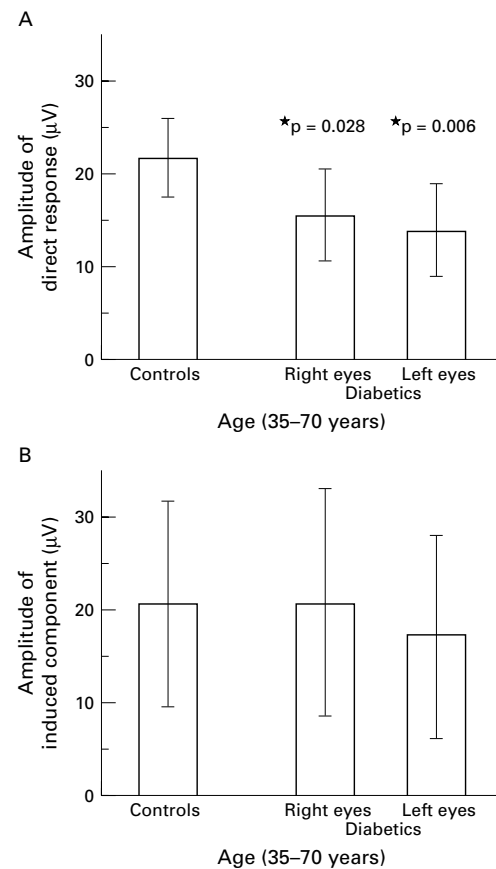 A
Amplitude of
direct response (μV)
30
20
10
0
★p = 0.028
★p = 0.006
Controls
Right eyes
Left eyes
Diabetics
Age (35–70 years)
B
Amplitude of
induced component (μV)
30
20
10
0
Controls
Right eyes
Left eyes
Diabetics
Age (35–70 years)